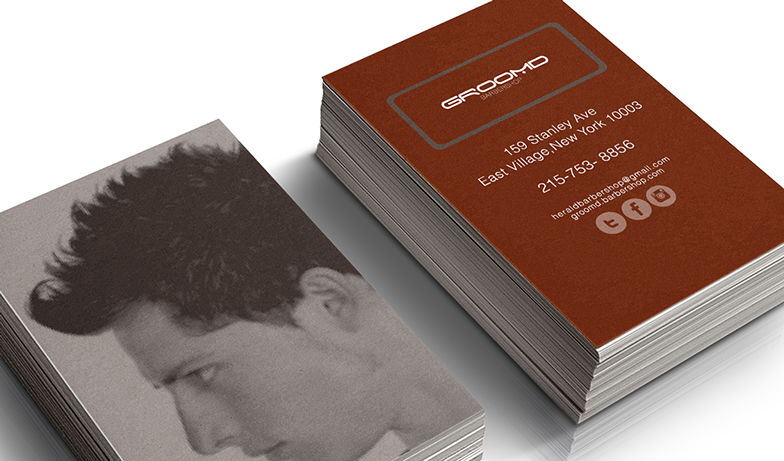 GROOMD
BARBERSHOP
159 Stanley Ave
East Village,New York 10003
215-753- 8856
heraldbarbershop@gmail.com
groomd.barbershop.com